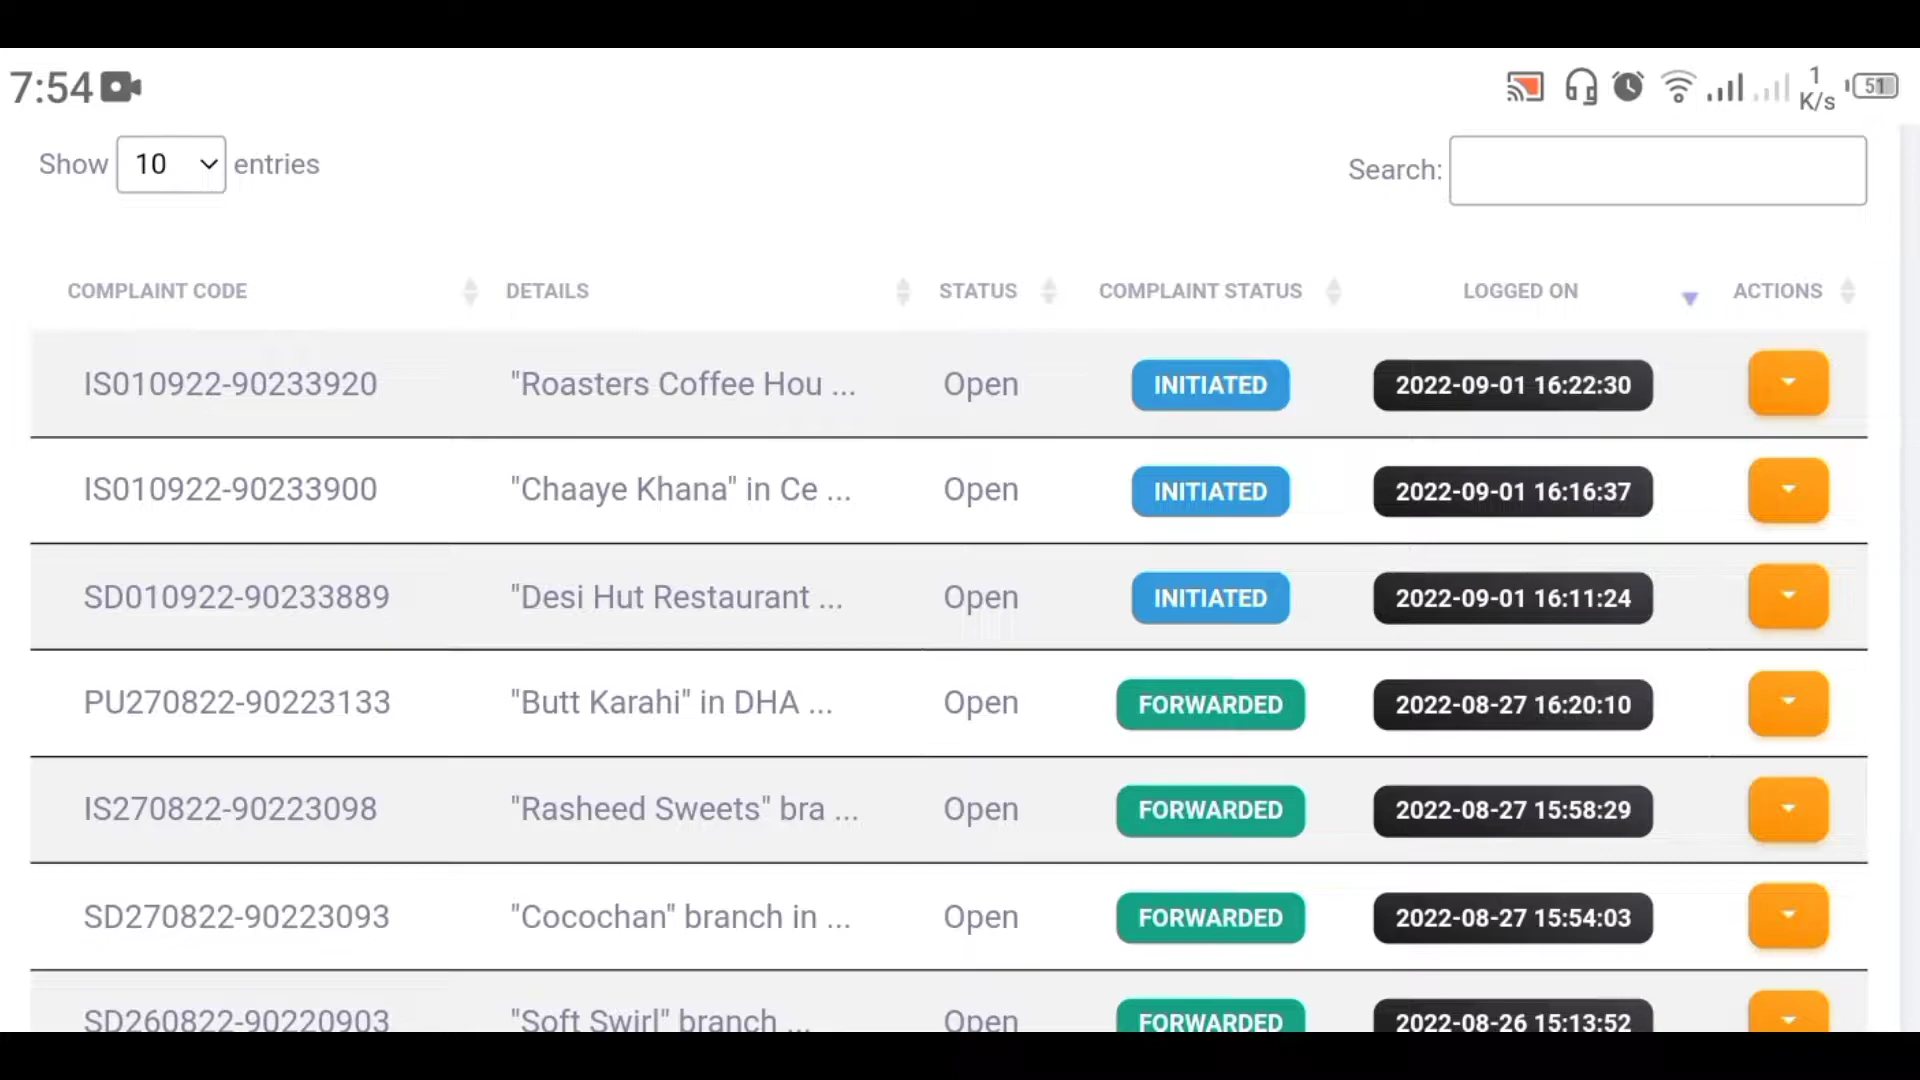 7:54
1 K/s 51
Show 10 entries
Search:
COMPLAINT CODE DETAILS STATUS COMPLAINT STATUS LOGGED ON ACTIONS
IS010922-90233920 "Roasters Coffee Hou ... Open INITIATED 2022-09-01 16:22:30
IS010922-90233900 "Chaaye Khana" in Ce ... Open INITIATED 2022-09-01 16:16:37
SD010922-90233889 "Desi Hut Restaurant ... Open INITIATED 2022-09-01 16:11:24
PU270822-90223133 "Butt Karahi" in DHA ... Open FORWARDED 2022-08-27 16:20:10
IS270822-90223098 "Rasheed Sweets" bra ... Open FORWARDED 2022-08-27 15:58:29
SD270822-90223093 "Cocochan" branch in ... Open FORWARDED 2022-08-27 15:54:03
SD260822-90220903 "Soft Swirl" branch ... Open FORWARDED 2022-08-26 15:13:52